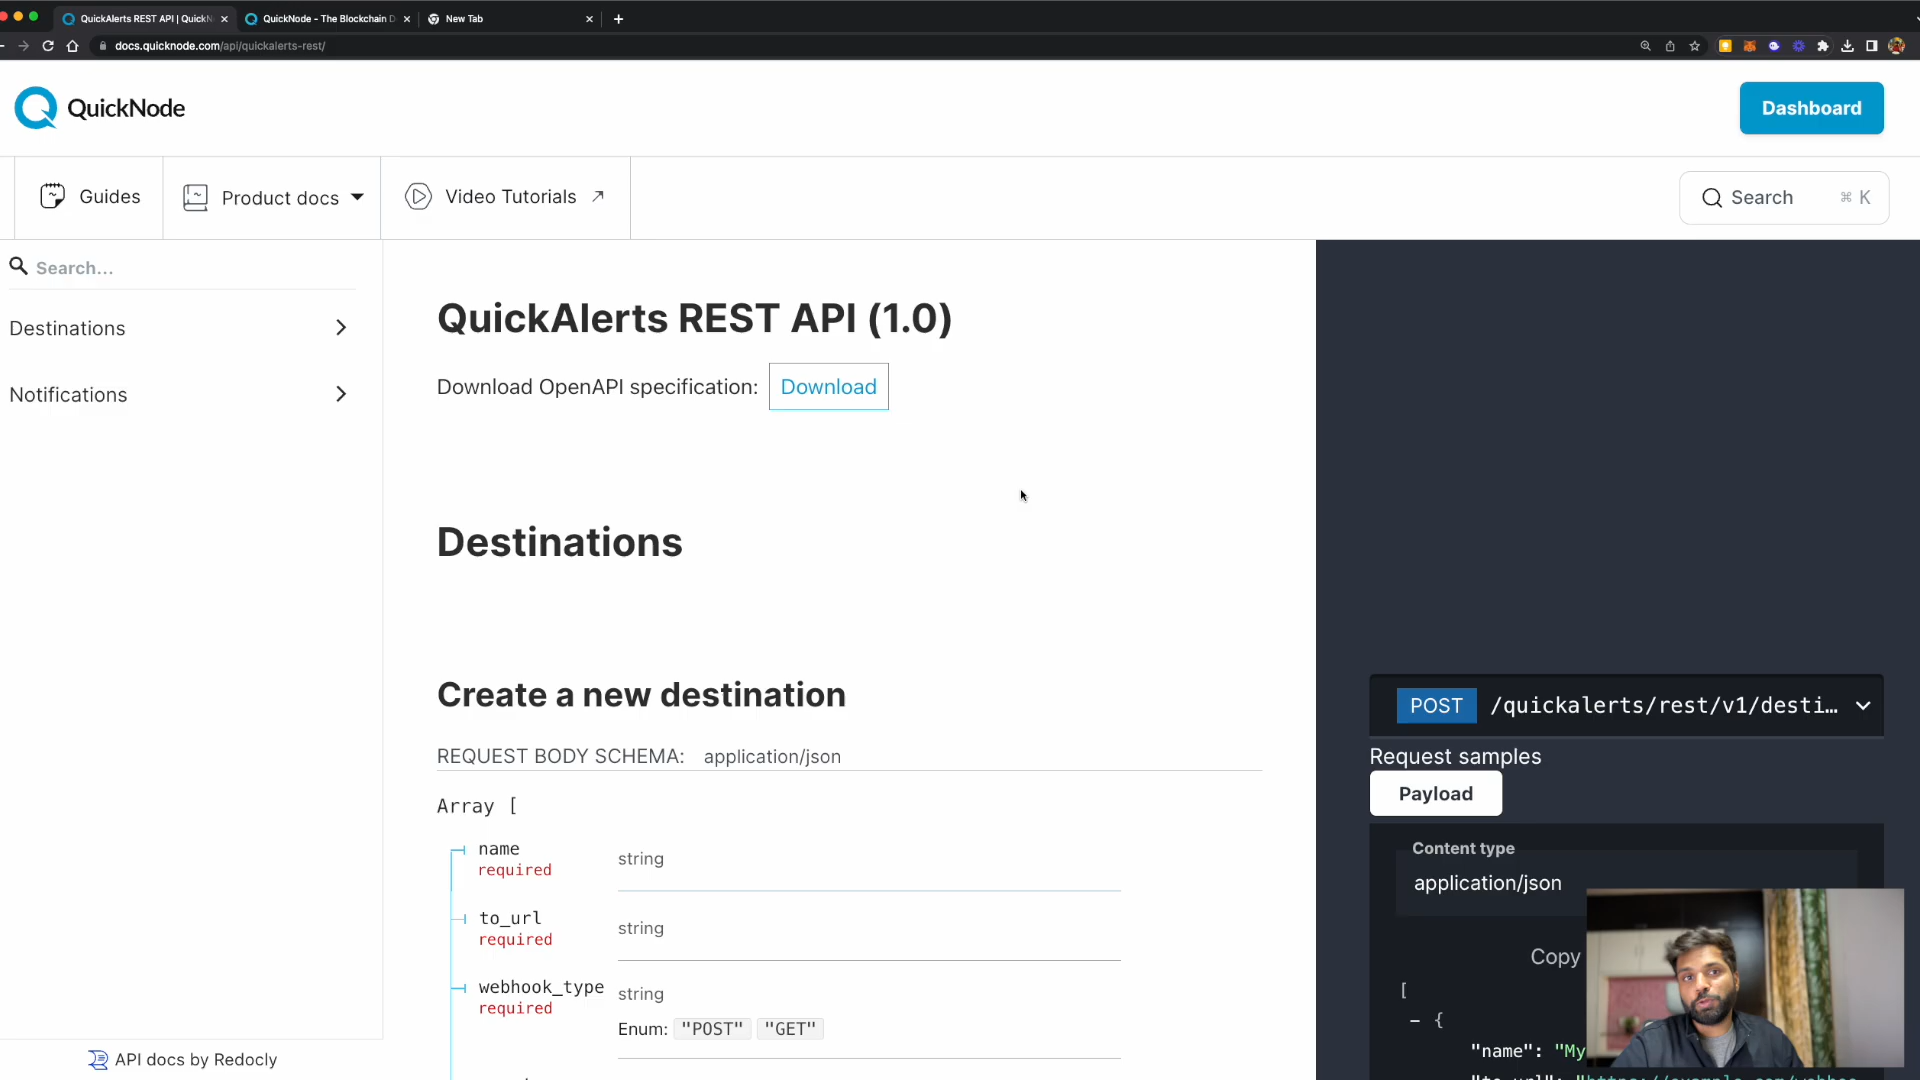 QuickAlerts REST API | QuickN
QuickNode - The Blockchain D
New Tab
docs.quicknode.com/api/quickalerts-rest/
QuickNode
Dashboard
Guides
Product docs
Video Tutorials
Search
⌘ K
Search...
Destinations
Notifications
QuickAlerts REST API (1.0)
Download OpenAPI specification: Download
Destinations
Create a new destination
REQUEST BODY SCHEMA: application/json
Array [
name
required
string
to_url
required
string
webhook_type
required
string
Enum: "POST" "GET"
POST /quickalerts/rest/v1/desti...
Request samples
Payload
Content type
application/json
Copy
[
- {
"name": "My
API docs by Redocly